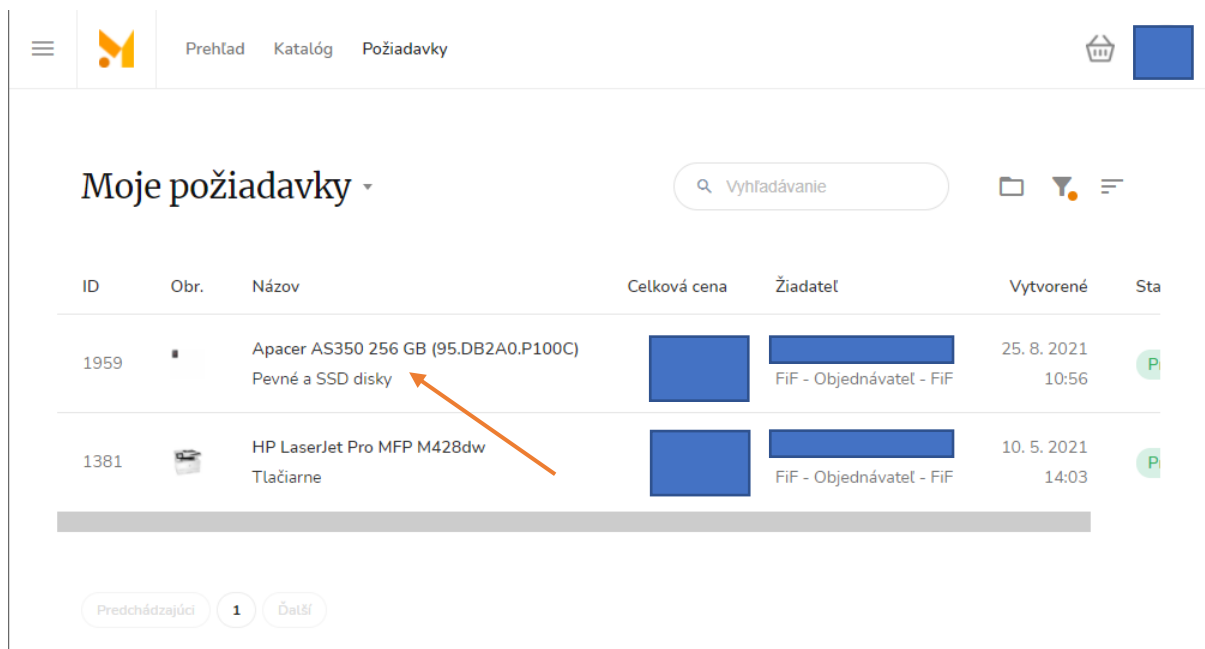 Prehľad Katalóg Požiadavky
Moje požiadavky
Vyhľadávanie
ID Obr. Názov Celková cena Žiadateľ Vytvorené Sta
1959 Apacer AS350 256 GB (95.DB2A0.P100C) 25. 8. 2021
Pevné a SSD disky FiF - Objednávateľ - FiF 10:56
1381 HP LaserJet Pro MFP M428dw 10. 5. 2021
Tlačiarne FiF - Objednávateľ - FiF 14:03
Predchádzajúci 1 Ďalší